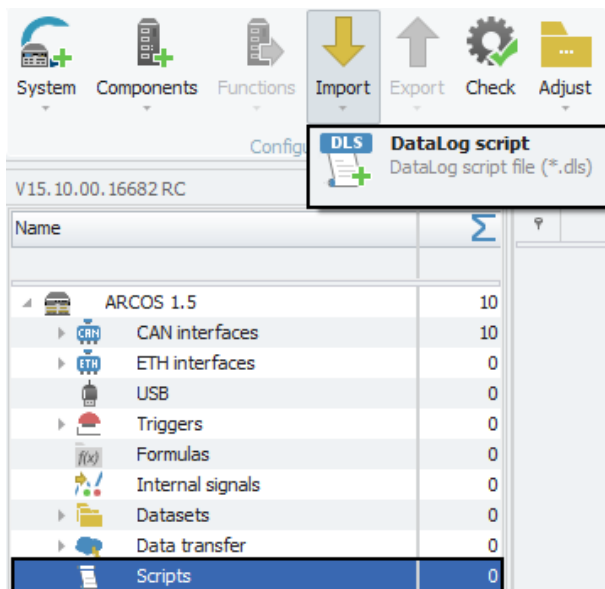 System Components Functions Import Export Check Adjust
DLS DataLog script
DataLog script file (*.dls)
V15.10.00.16682 RC
Name Σ
ARCOS 1.5 10
CAN CAN interfaces 10
ETH ETH interfaces 0
USB 0
Triggers 0
f(x) Formulas 0
Internal signals 0
Datasets 0
Data transfer 0
Scripts 0